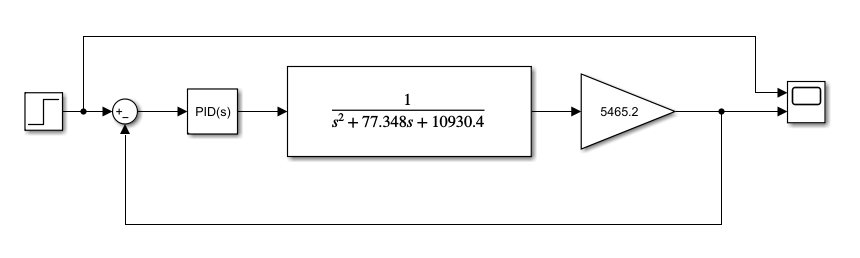 +
−
PID(s)
1
s² + 77.348s + 10930.4
5465.2